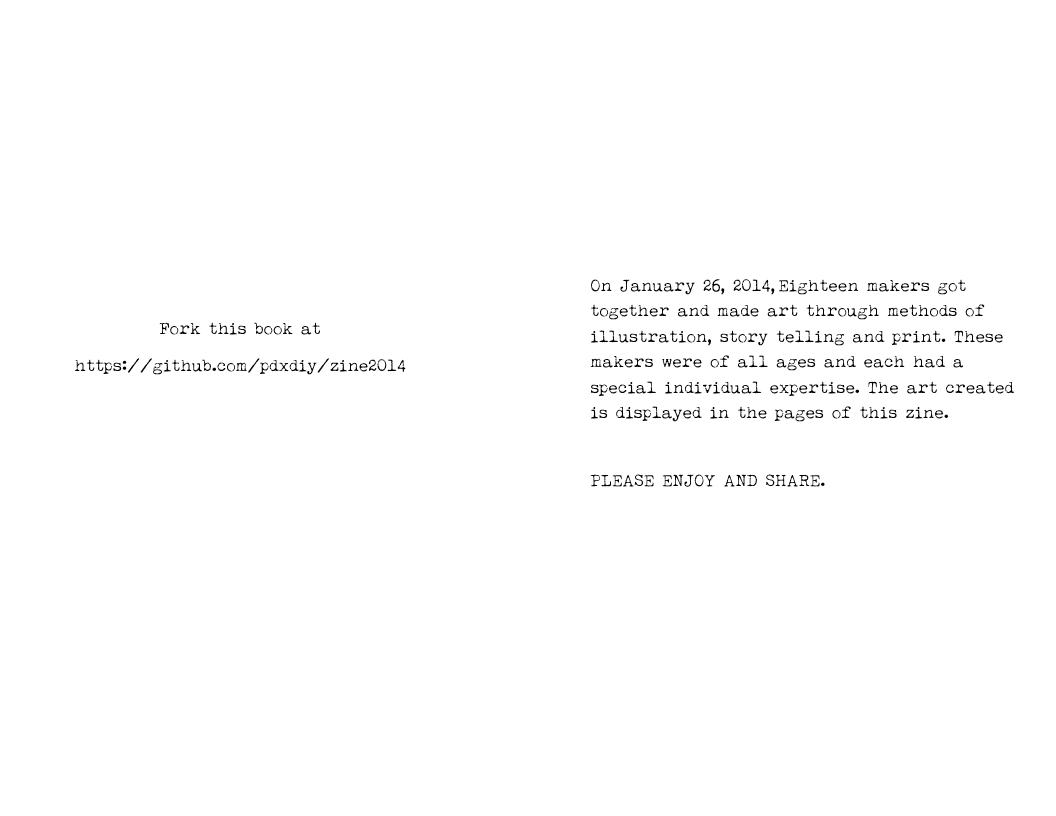 Fork this book at
https://github.com/pdxdiy/zine2014
On January 26, 2014, Eighteen makers got
together and made art through methods of
illustration, story telling and print. These
makers were of all ages and each had a
special individual expertise. The art created
is displayed in the pages of this zine.
PLEASE ENJOY AND SHARE.